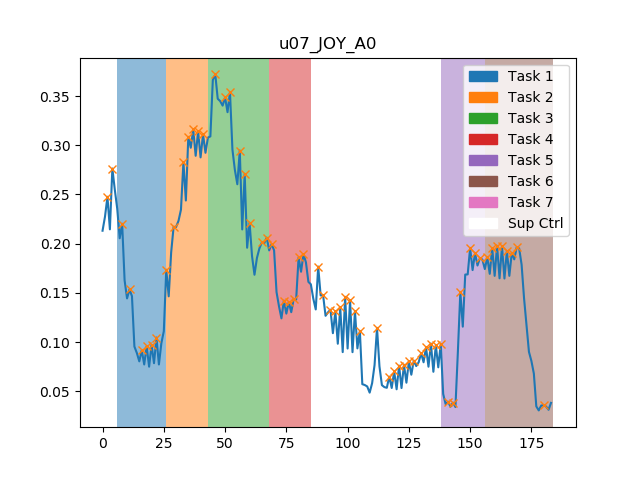 u07_JOY_A0
0.35
0.30
0.25
0.20
0.15
0.10
0.05
0
25
50
75
100
125
150
175
Task 1
Task 2
Task 3
Task 4
Task 5
Task 6
Task 7
Sup Ctrl